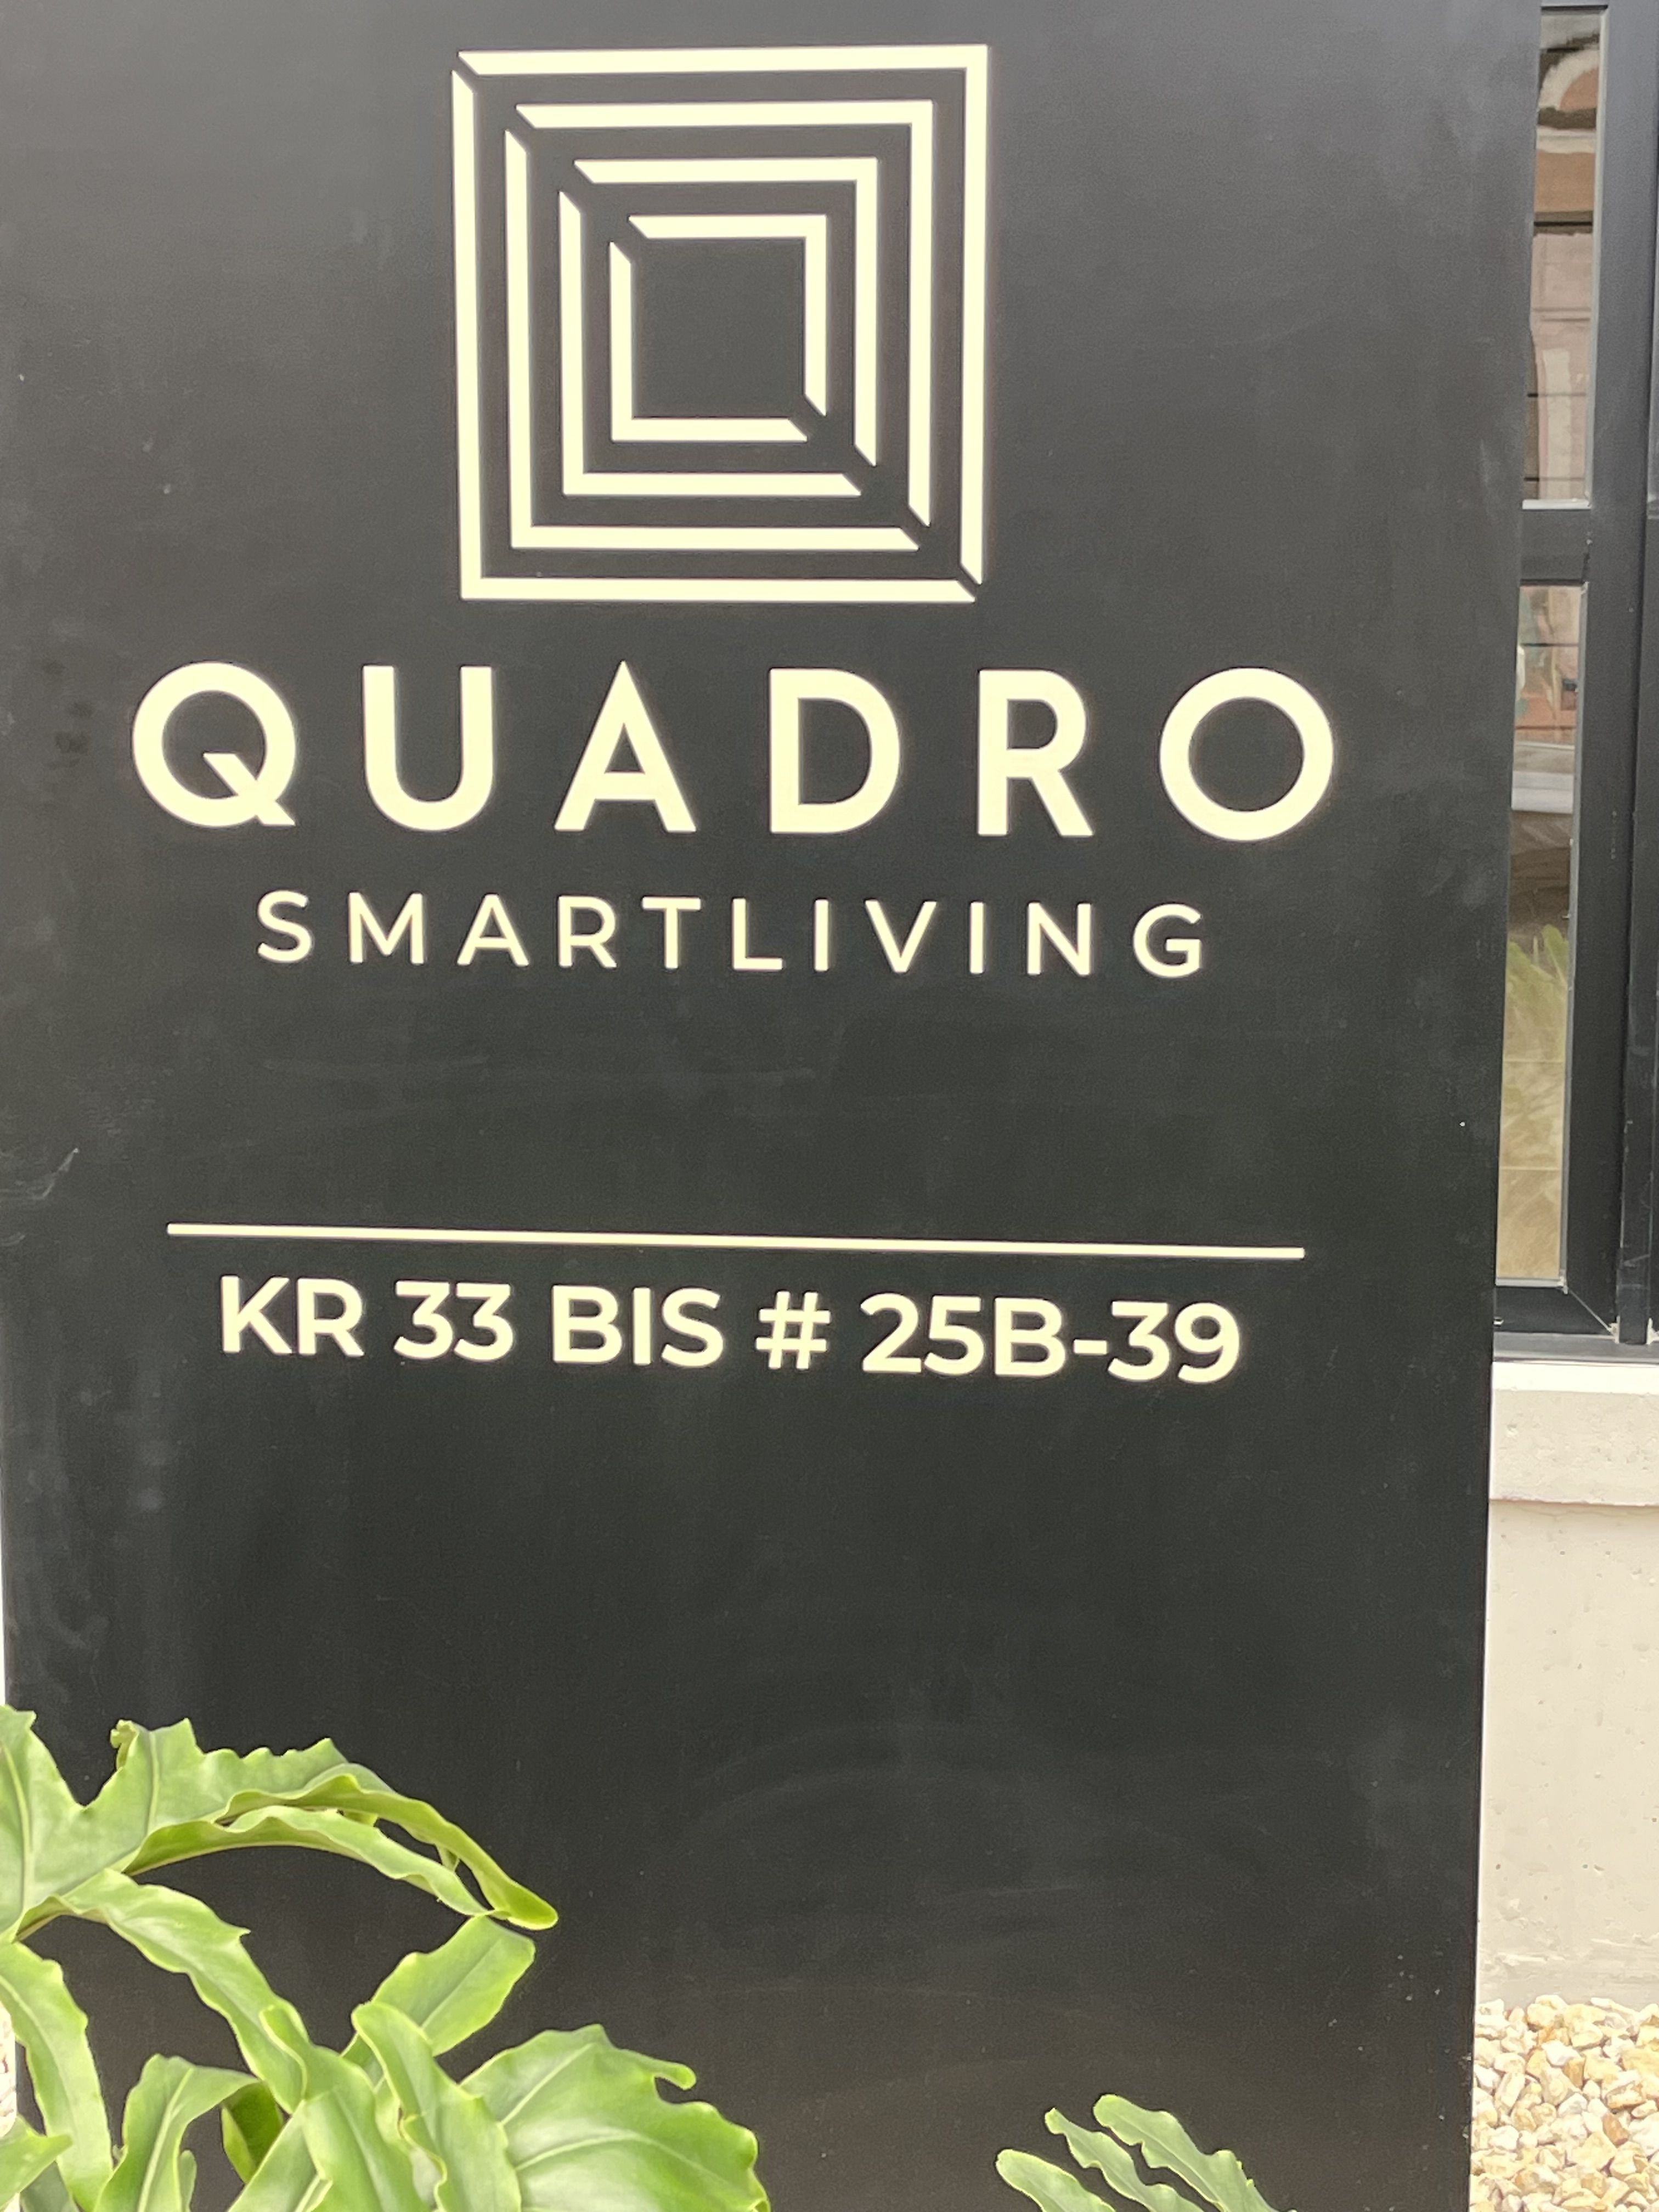 QUADRO
SMARTLIVING
KR 33 BIS # 25B-39